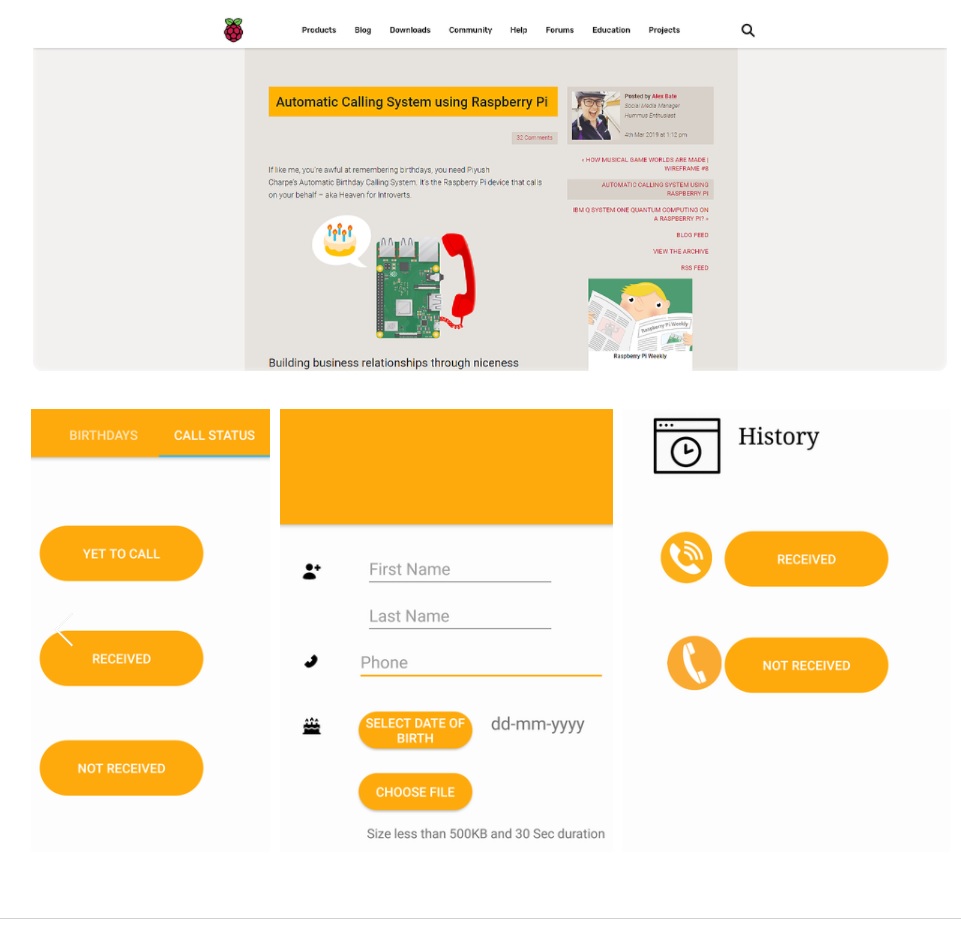 Products Blog Downloads Community Help Forums Education Projects
Automatic Calling System using Raspberry Pi
32 Comments
If like me, you're awful at remembering birthdays, you need Piyush
Charpe's Automatic Birthday Calling System. It's the Raspberry Pi device that calls
on your behalf – aka Heaven for Introverts.
Building business relationships through niceness
Posted by Alex Bate
Social Media Manager
Hummus Enthusiast
4th Mar 2019 at 1:12 pm
‹ HOW MUSICAL GAME WORLDS ARE MADE |
WIREFRAME #8
AUTOMATIC CALLING SYSTEM USING
RASPBERRY PI
IBM Q SYSTEM ONE QUANTUM COMPUTING ON
A RASPBERRY PI? ›
BLOG FEED
VIEW THE ARCHIVE
RSS FEED
Raspberry Pi Weekly
Raspberry Pi Weekly
BIRTHDAYS CALL STATUS
YET TO CALL
RECEIVED
NOT RECEIVED
First Name
Last Name
Phone
SELECT DATE OF
BIRTH
dd-mm-yyyy
CHOOSE FILE
Size less than 500KB and 30 Sec duration
History
RECEIVED
NOT RECEIVED